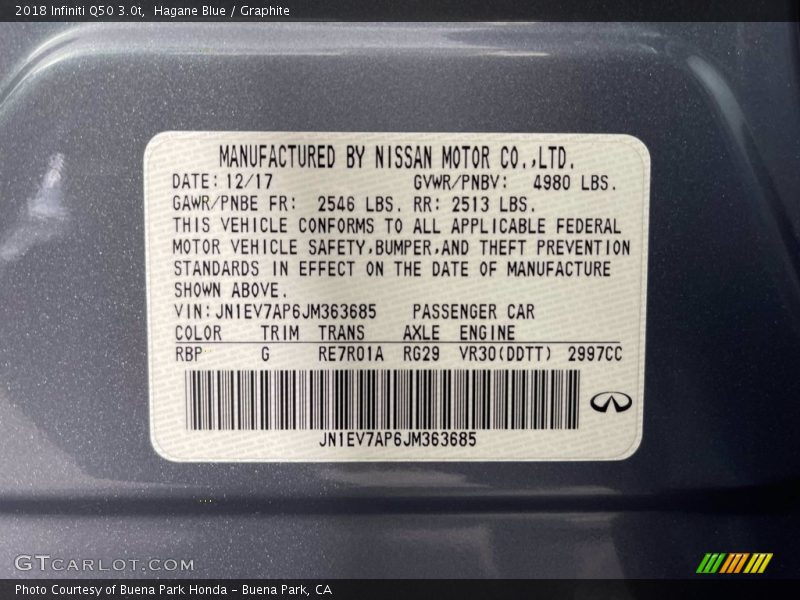 2018 Infiniti Q50 3.0t, Hagane Blue / Graphite
MANUFACTURED BY NISSAN MOTOR CO.,LTD.
DATE: 12/17 GVWR/PNBV: 4980 LBS.
GAWR/PNBE FR: 2546 LBS. RR: 2513 LBS.
THIS VEHICLE CONFORMS TO ALL APPLICABLE FEDERAL
MOTOR VEHICLE SAFETY,BUMPER,AND THEFT PREVENTION
STANDARDS IN EFFECT ON THE DATE OF MANUFACTURE
SHOWN ABOVE.
VIN: JN1EV7AP6JM363685 PASSENGER CAR
COLOR TRIM TRANS AXLE ENGINE
RBP G RE7R01A RG29 VR30(DDTT) 2997CC
JN1EV7AP6JM363685
GTCARLOT.COM
Photo Courtesy of Buena Park Honda - Buena Park, CA